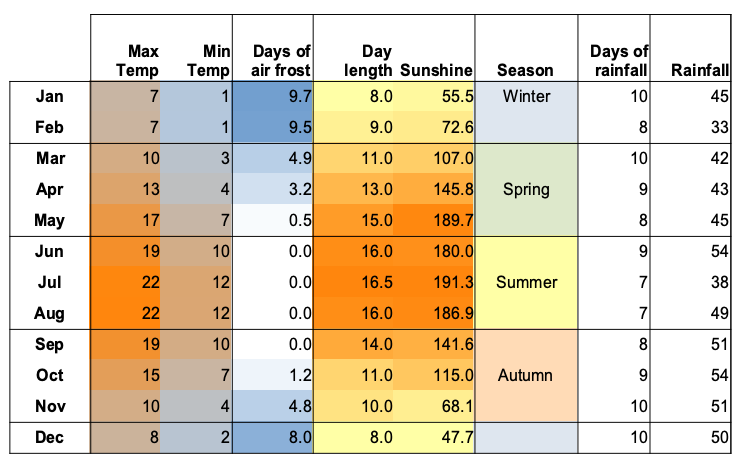 Max Temp Min Temp Days of air frost Day length Sunshine Season Days of rainfall Rainfall
Jan 7 1 9.7 8.0 55.5 Winter 10 45
Feb 7 1 9.5 9.0 72.6 8 33
Mar 10 3 4.9 11.0 107.0 10 42
Apr 13 4 3.2 13.0 145.8 Spring 9 43
May 17 7 0.5 15.0 189.7 8 45
Jun 19 10 0.0 16.0 180.0 9 54
Jul 22 12 0.0 16.5 191.3 Summer 7 38
Aug 22 12 0.0 16.0 186.9 7 49
Sep 19 10 0.0 14.0 141.6 8 51
Oct 15 7 1.2 11.0 115.0 Autumn 9 54
Nov 10 4 4.8 10.0 68.1 10 51
Dec 8 2 8.0 8.0 47.7 10 50